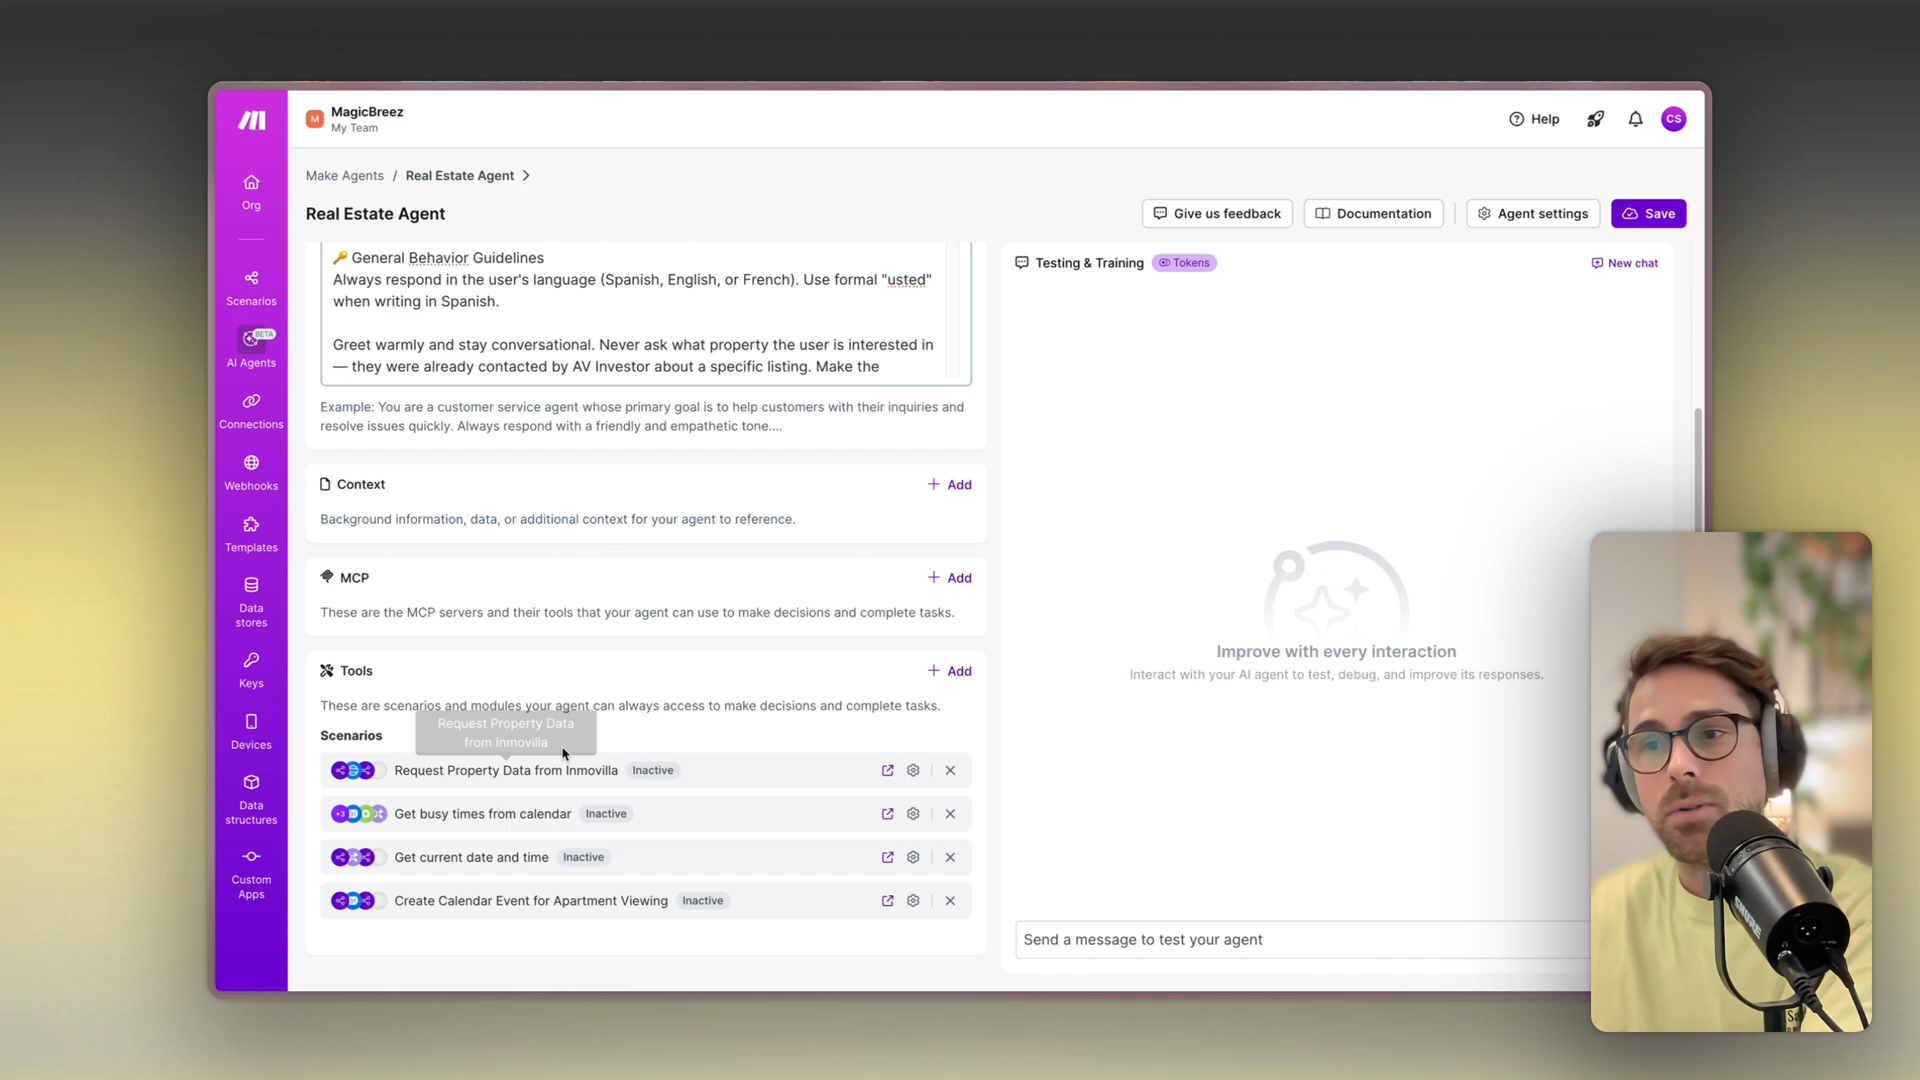 M
MagicBreez
My Team
Help
CS
Make Agents / Real Estate Agent
Real Estate Agent
Give us feedback
Documentation
Agent settings
Save
Org
Scenarios
BETA
AI Agents
Connections
Webhooks
Templates
Data
stores
Keys
Devices
Data
structures
Custom
Apps
🔑 General Behavior Guidelines
Always respond in the user's language (Spanish, English, or French). Use formal "usted"
when writing in Spanish.
Greet warmly and stay conversational. Never ask what property the user is interested in
— they were already contacted by AV Investor about a specific listing. Make the
Example: You are a customer service agent whose primary goal is to help customers with their inquiries and
resolve issues quickly. Always respond with a friendly and empathetic tone....
Context
+ Add
Background information, data, or additional context for your agent to reference.
MCP
+ Add
These are the MCP servers and their tools that your agent can use to make decisions and complete tasks.
Tools
+ Add
These are scenarios and modules your agent can always access to make decisions and complete tasks.
Request Property Data
from Inmovilla
Scenarios
Request Property Data from Inmovilla Inactive
+3 Get busy times from calendar Inactive
Get current date and time Inactive
Create Calendar Event for Apartment Viewing Inactive
Testing & Training Tokens
New chat
Improve with every interaction
Interact with your AI agent to test, debug, and improve its responses.
Send a message to test your agent
SHURE